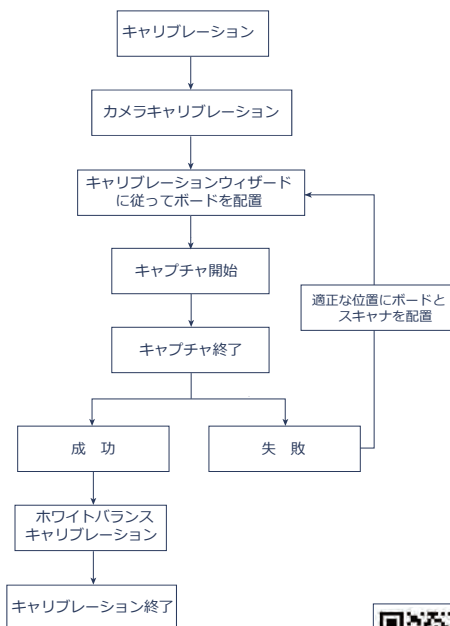 キャリブレーション
カメラキャリブレーション
キャリブレーションウィザード
に従ってボードを配置
キャプチャ開始
適正な位置にボードと
スキャナを配置
キャプチャ終了
成　功
失　敗
ホワイトバランス
キャリブレーション
キャリブレーション終了